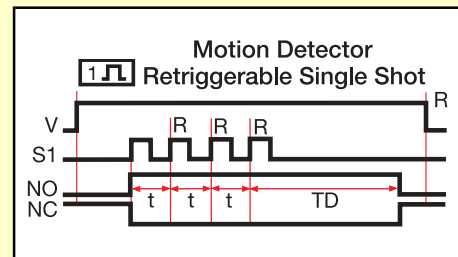 Motion Detector
1 Retriggerable Single Shot
R
V
R R R
S1
NO
t t t TD
NC